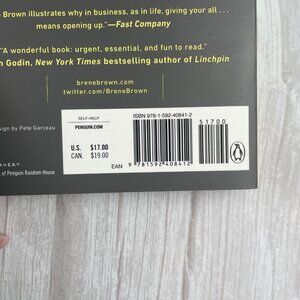 e Brown illustrates why in business, as in life, giving your all . . .
means opening up."—Fast Company
"A wonderful book: urgent, essential, and fun to read."
h Godin, New York Times bestselling author of Linchpin
brenebrown.com
twitter.com/BreneBrown
sign by Pete Garceau
AVERY
t of Penguin Random House
SELF-HELP
PENGUIN.COM
U.S. $17.00
CAN. $19.00
ISBN 978-1-592-40841-2
51700
EAN 9 781592 408412